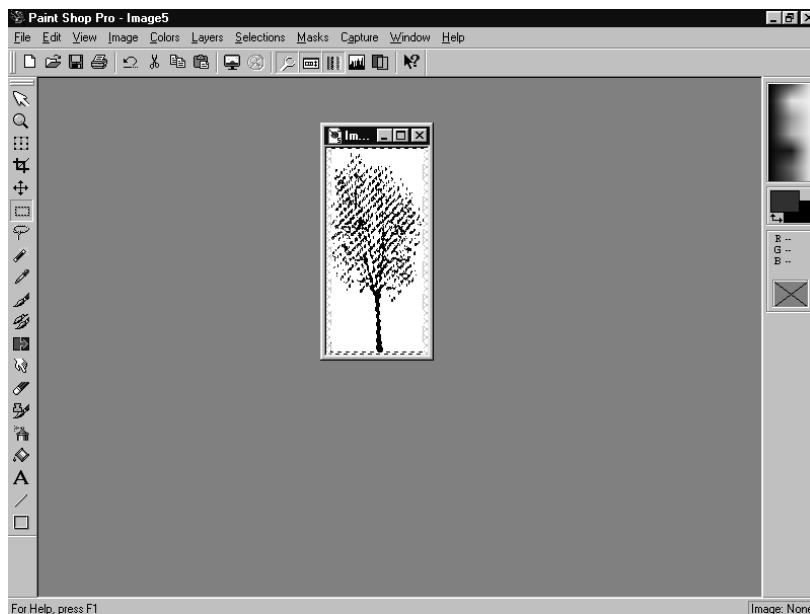 Paint Shop Pro - Image5
File Edit View Image Colors Layers Selections Masks Capture Window Help
Im...
R --
G --
B --
A
For Help, press F1
Image: None